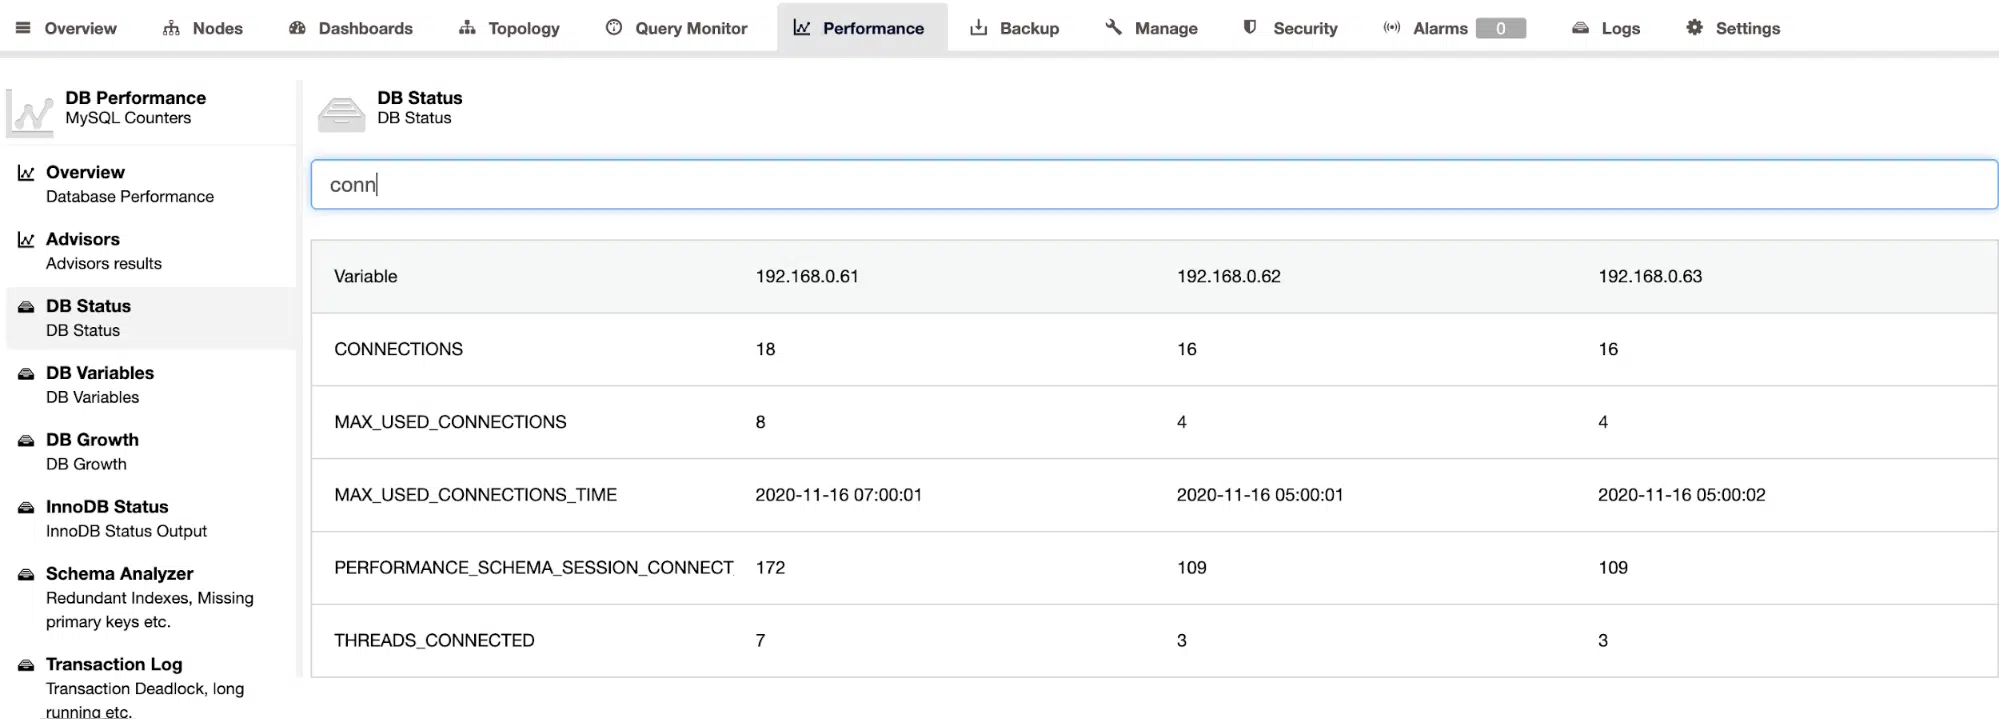 Overview Nodes Dashboards Topology Query Monitor Performance Backup Manage Security Alarms 0 Logs Settings
DB Performance
MySQL Counters
Overview
Database Performance
Advisors
Advisors results
DB Status
DB Status
DB Variables
DB Variables
DB Growth
DB Growth
InnoDB Status
InnoDB Status Output
Schema Analyzer
Redundant Indexes, Missing
primary keys etc.
Transaction Log
Transaction Deadlock, long
running etc.
DB Status
DB Status
conn
Variable 192.168.0.61 192.168.0.62 192.168.0.63
CONNECTIONS 18 16 16
MAX_USED_CONNECTIONS 8 4 4
MAX_USED_CONNECTIONS_TIME 2020-11-16 07:00:01 2020-11-16 05:00:01 2020-11-16 05:00:02
PERFORMANCE_SCHEMA_SESSION_CONNECT 172 109 109
THREADS_CONNECTED 7 3 3